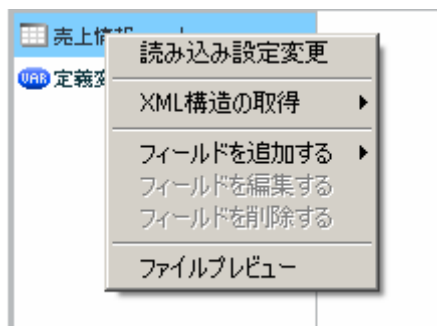 売上情
読み込み設定変更
VAR 定義変
XML構造の取得
フィールドを追加する
フィールドを編集する
フィールドを削除する
ファイルプレビュー